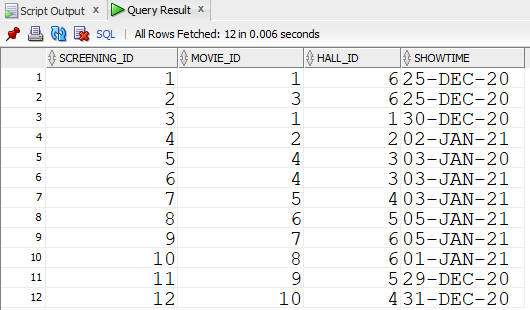 Script Output × Query Result ×
SQL | All Rows Fetched: 12 in 0.006 seconds
SCREENING_ID MOVIE_ID HALL_ID SHOWTIME
1 1 1 6 25-DEC-20
2 2 3 6 25-DEC-20
3 3 1 1 30-DEC-20
4 4 2 2 02-JAN-21
5 5 4 3 03-JAN-20
6 6 4 3 03-JAN-21
7 7 5 4 03-JAN-21
8 8 6 5 05-JAN-21
9 9 7 6 05-JAN-21
10 10 8 6 01-JAN-21
11 11 9 5 29-DEC-20
12 12 10 4 31-DEC-20